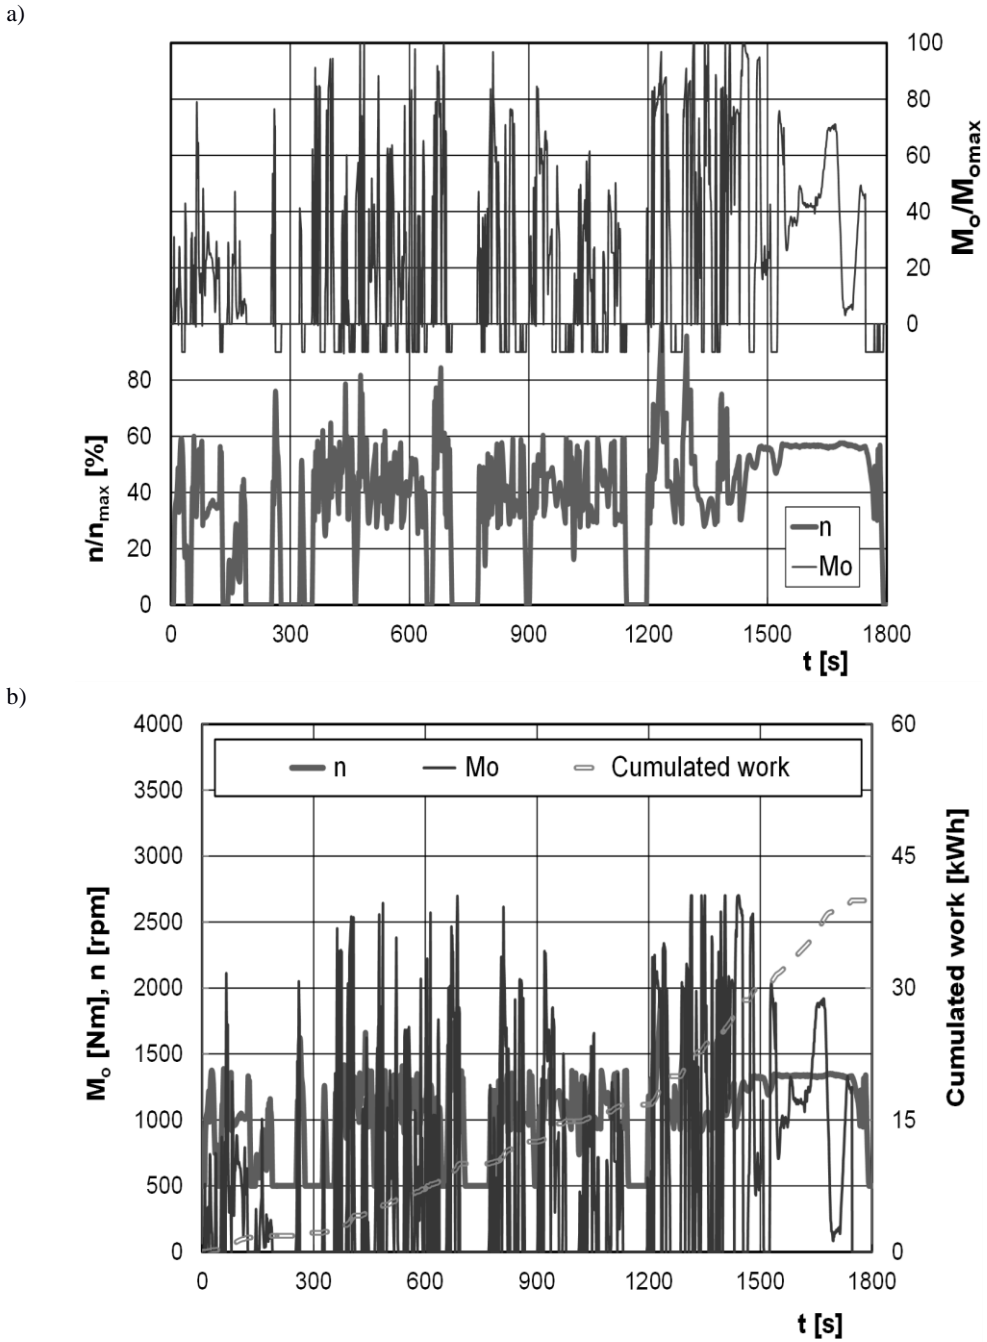 a)
100
80
60
40
20
0
Mo/Momax
80
60
40
20
0
n/nmax [%]
n
Mo
0 300 600 900 1200 1500 1800
t [s]
b)
4000
3500
3000
2500
2000
1500
1000
500
0
Mo [Nm], n [rpm]
n Mo Cumulated work
60
45
30
15
0
Cumulated work [kWh]
0 300 600 900 1200 1500 1800
t [s]